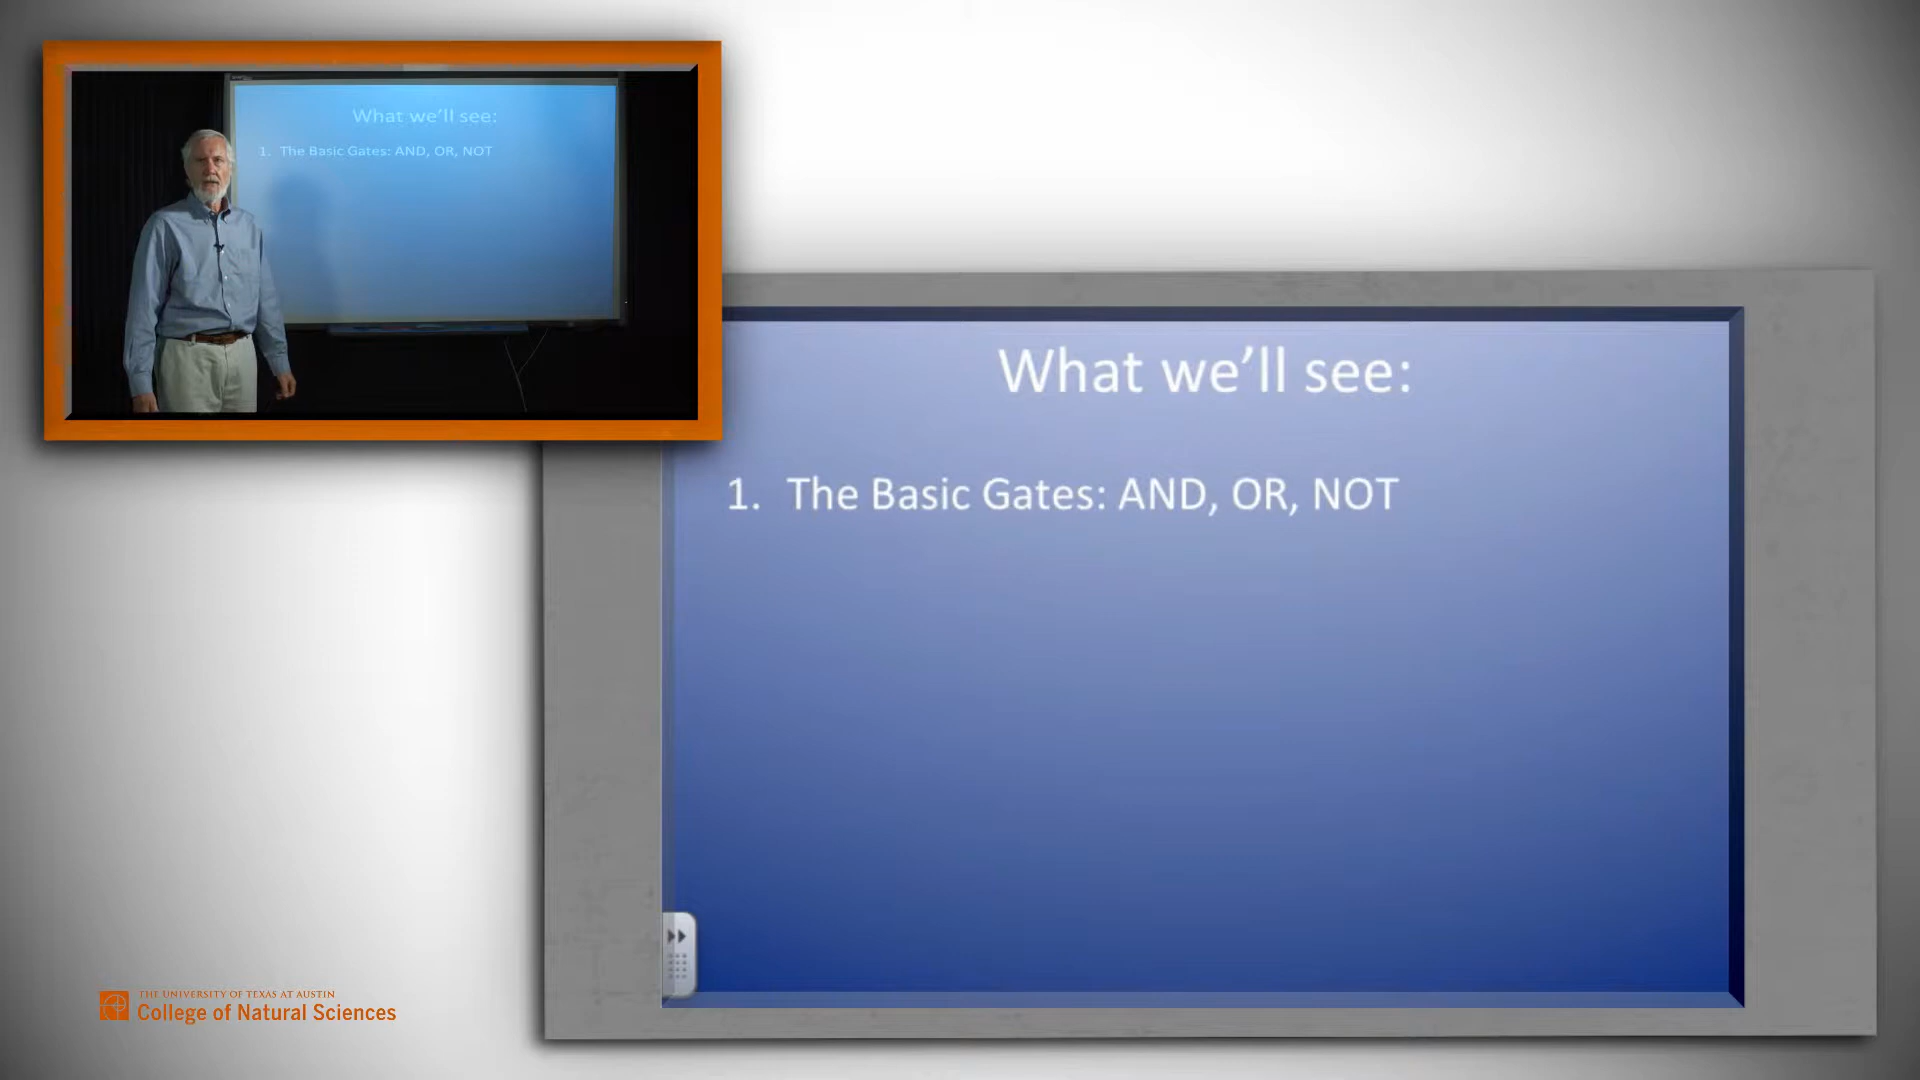 What we'll see:
1. The Basic Gates: AND, OR, NOT
What we’ll see:
1. The Basic Gates: AND, OR, NOT
THE UNIVERSITY OF TEXAS AT AUSTIN
College of Natural Sciences